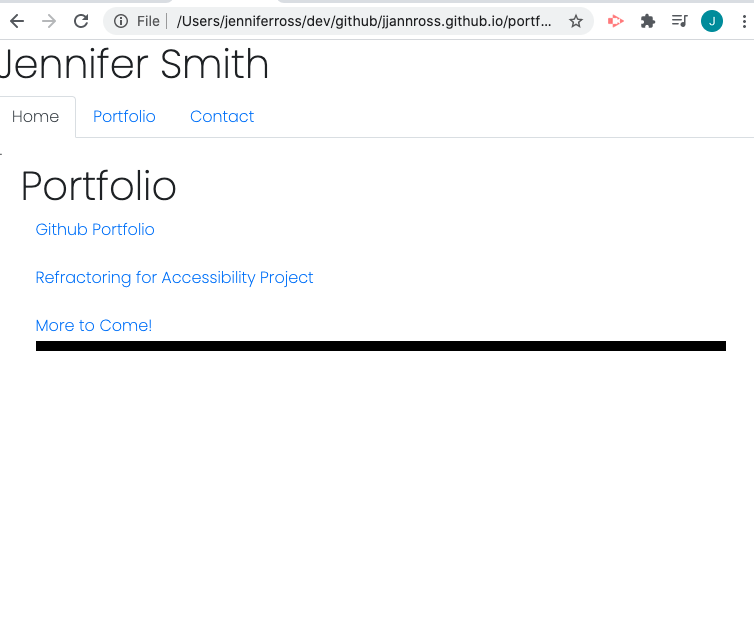 File /Users/jenniferross/dev/github/jjannross.github.io/portf...
J
Jennifer Smith
Home Portfolio Contact
.
Portfolio
Github Portfolio
Refractoring for Accessibility Project
More to Come!